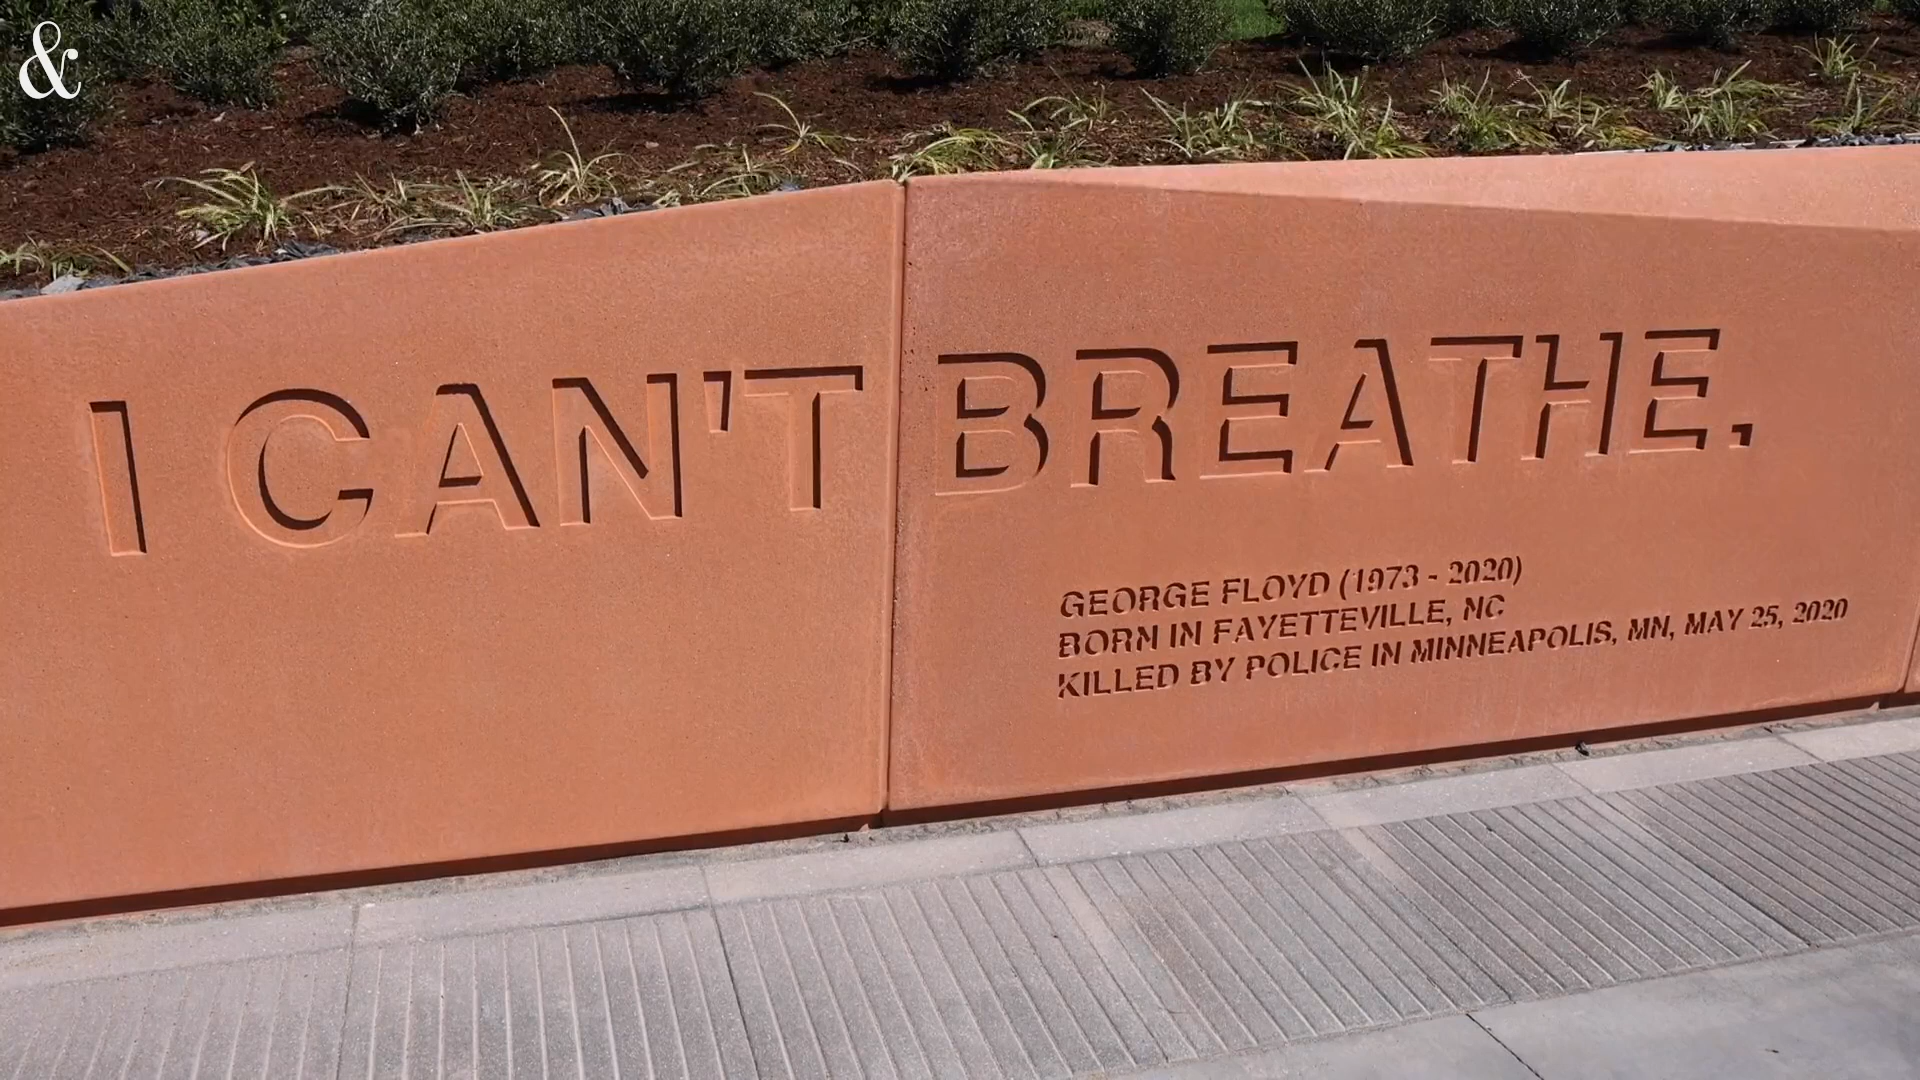 &
I CAN'T BREATHE.
GEORGE FLOYD (1973 - 2020)
BORN IN FAYETTEVILLE, NC
KILLED BY POLICE IN MINNEAPOLIS, MN, MAY 25, 2020